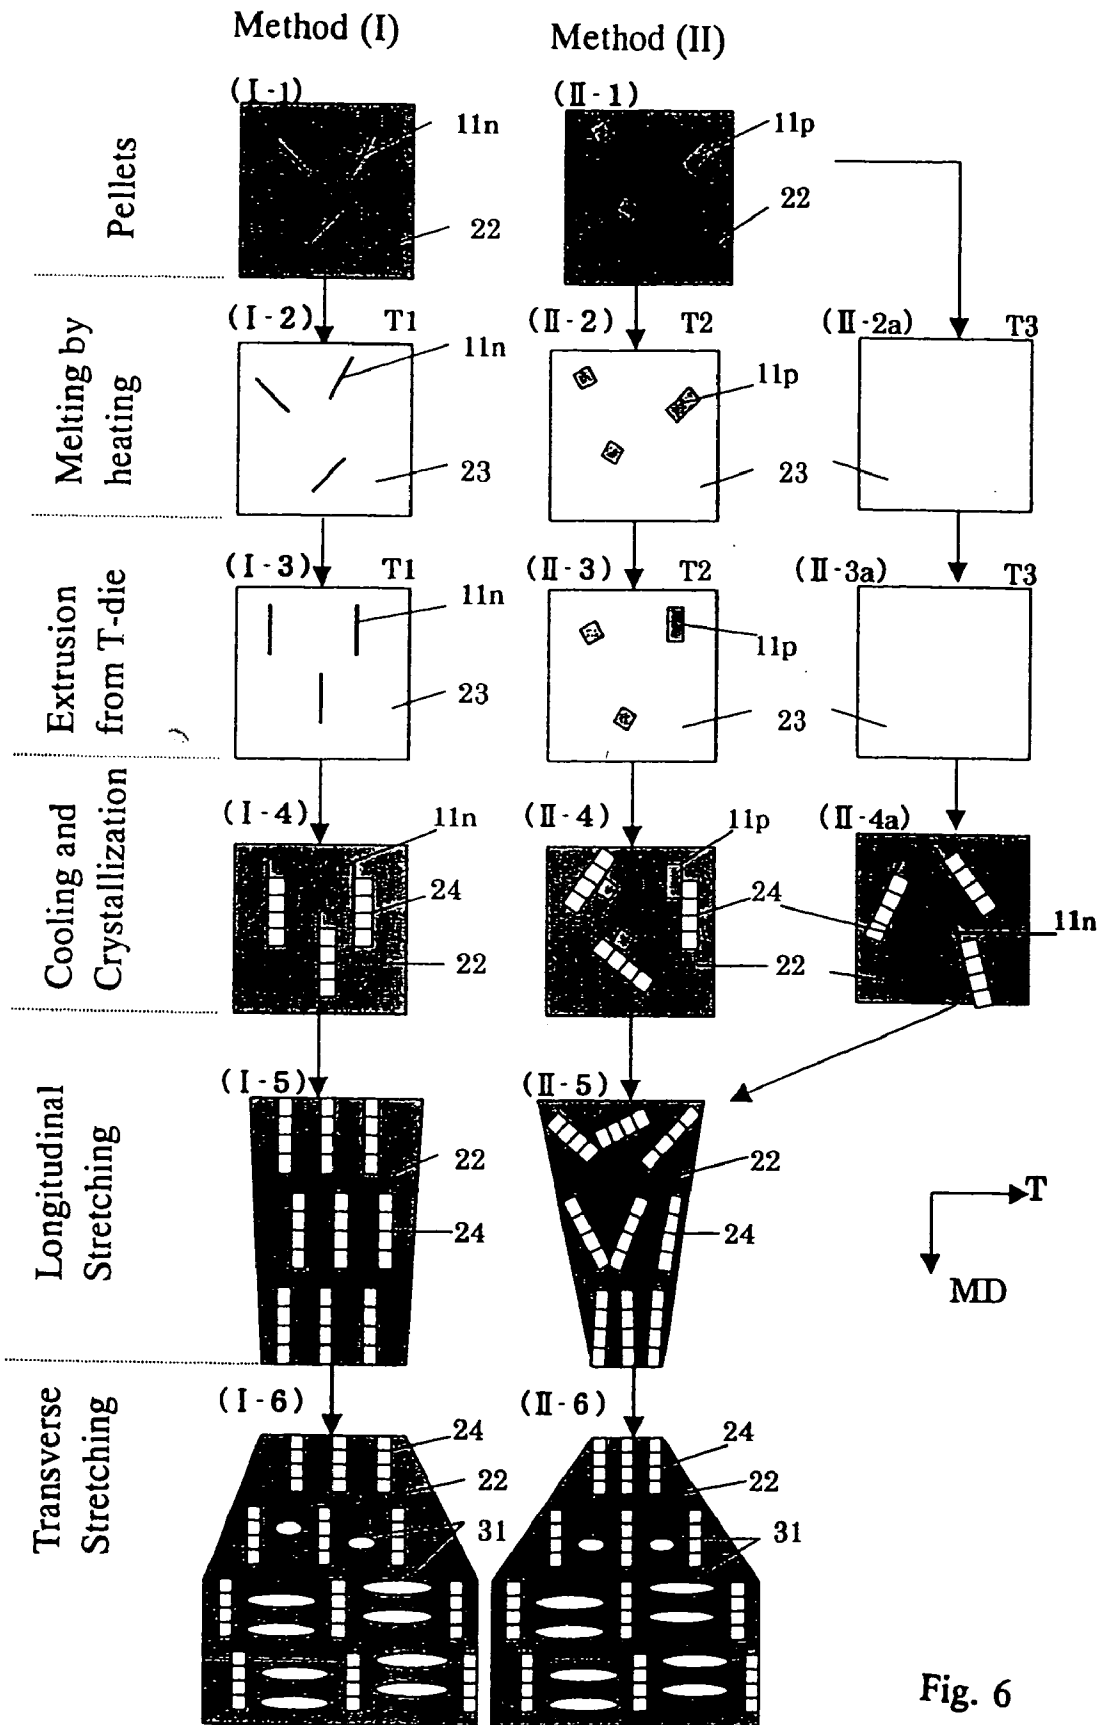 Method (I)
Method (II)
Pellets
(I-1)
11n
22
(II-1)
11p
22
Melting by
heating
(I-2)
T1
11n
23
(II-2)
T2
11p
23
(II-2a)
T3
Extrusion
from T-die
(I-3)
T1
11n
23
(II-3)
T2
11p
23
(II-3a)
T3
Cooling and
Crystallization
(I-4)
11n
24
22
(II-4)
11p
24
22
(II-4a)
11n
Longitudinal
Stretching
(I-5)
22
24
(II-5)
22
24
T
MD
Transverse
Stretching
(I-6)
24
22
31
(II-6)
24
22
31
Fig. 6